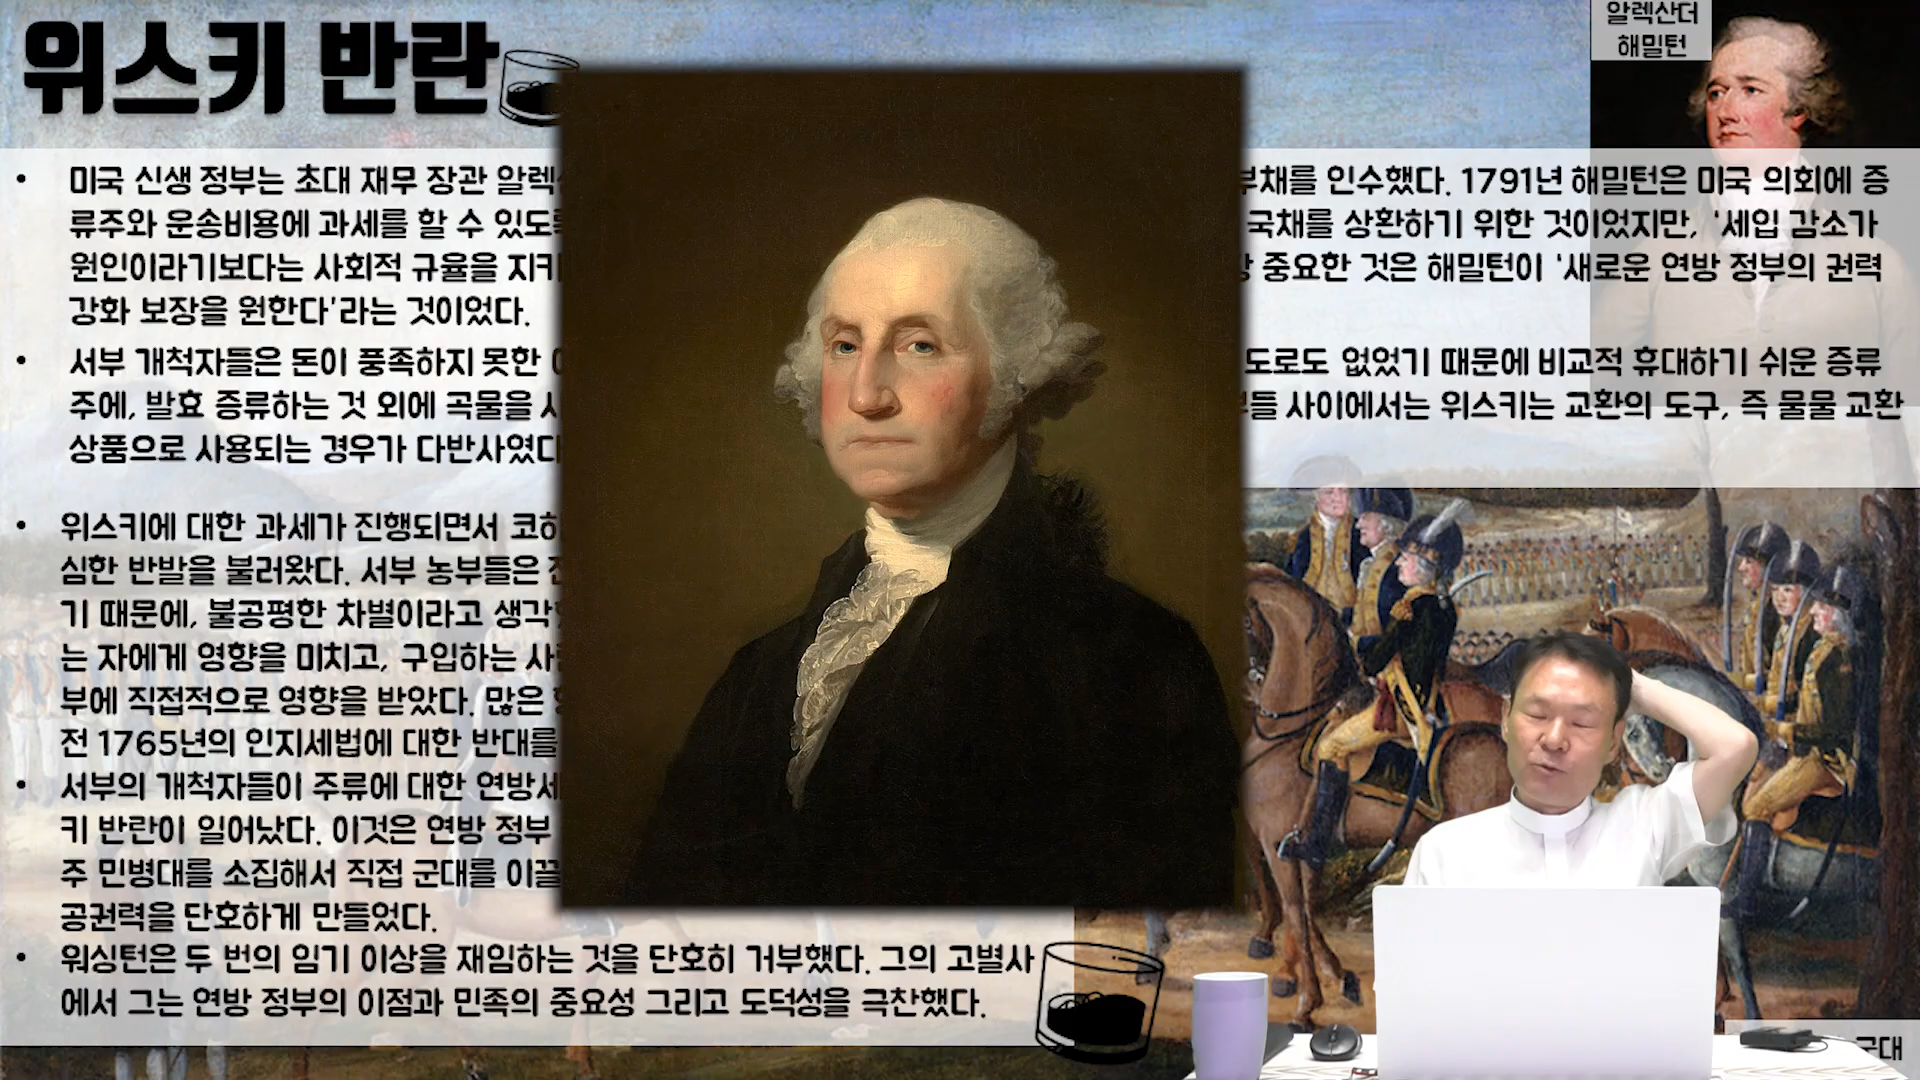 위스키 반란
알렉산더
해밀턴
미국 신생 정부는 초대 재무 장관
부채를 인수했다. 1791년 해밀턴은 미국 의회에 증
류주와 운송비용에 과세를 할 수
국채를 상환하기 위한 것이었지만, '세입 감소가
원인이라기보다는 사회적 규율을
중요한 것은 해밀턴이 '새로운 연방 정부의 권력
강화 보장을 원한다'라는 것이었다.
서부 개척자들은 돈이 풍족하지 못한
도로도 없었기 때문에 비교적 휴대하기 쉬운 증류
주에, 발효 증류하는 것 외에 곡물을
사이에서는 위스키는 교환의 도구, 즉 물물 교환
상품으로 사용되는 경우가 다반사였다
위스키에 대한 과세가 진행되면서
심한 반발을 불러왔다. 서부 농부들은
기 때문에, 불공평한 차별이라고
는 자에게 영향을 미치고, 구입하는
부에 직접적으로 영향을 받았다. 많은
전 1765년의 인지세법에 대한 반대를
서부의 개척자들이 주류에 대한
키 반란이 일어났다. 이것은 연방 정부
주 민병대를 소집해서 직접 군대를
공권력을 단호하게 만들었다.
워싱턴은 두 번의 임기 이상을 재임하는 것을 단호히 거부했다. 그의 고별사
에서 그는 연방 정부의 이점과 민족의 중요성 그리고 도덕성을 극찬했다.
군대